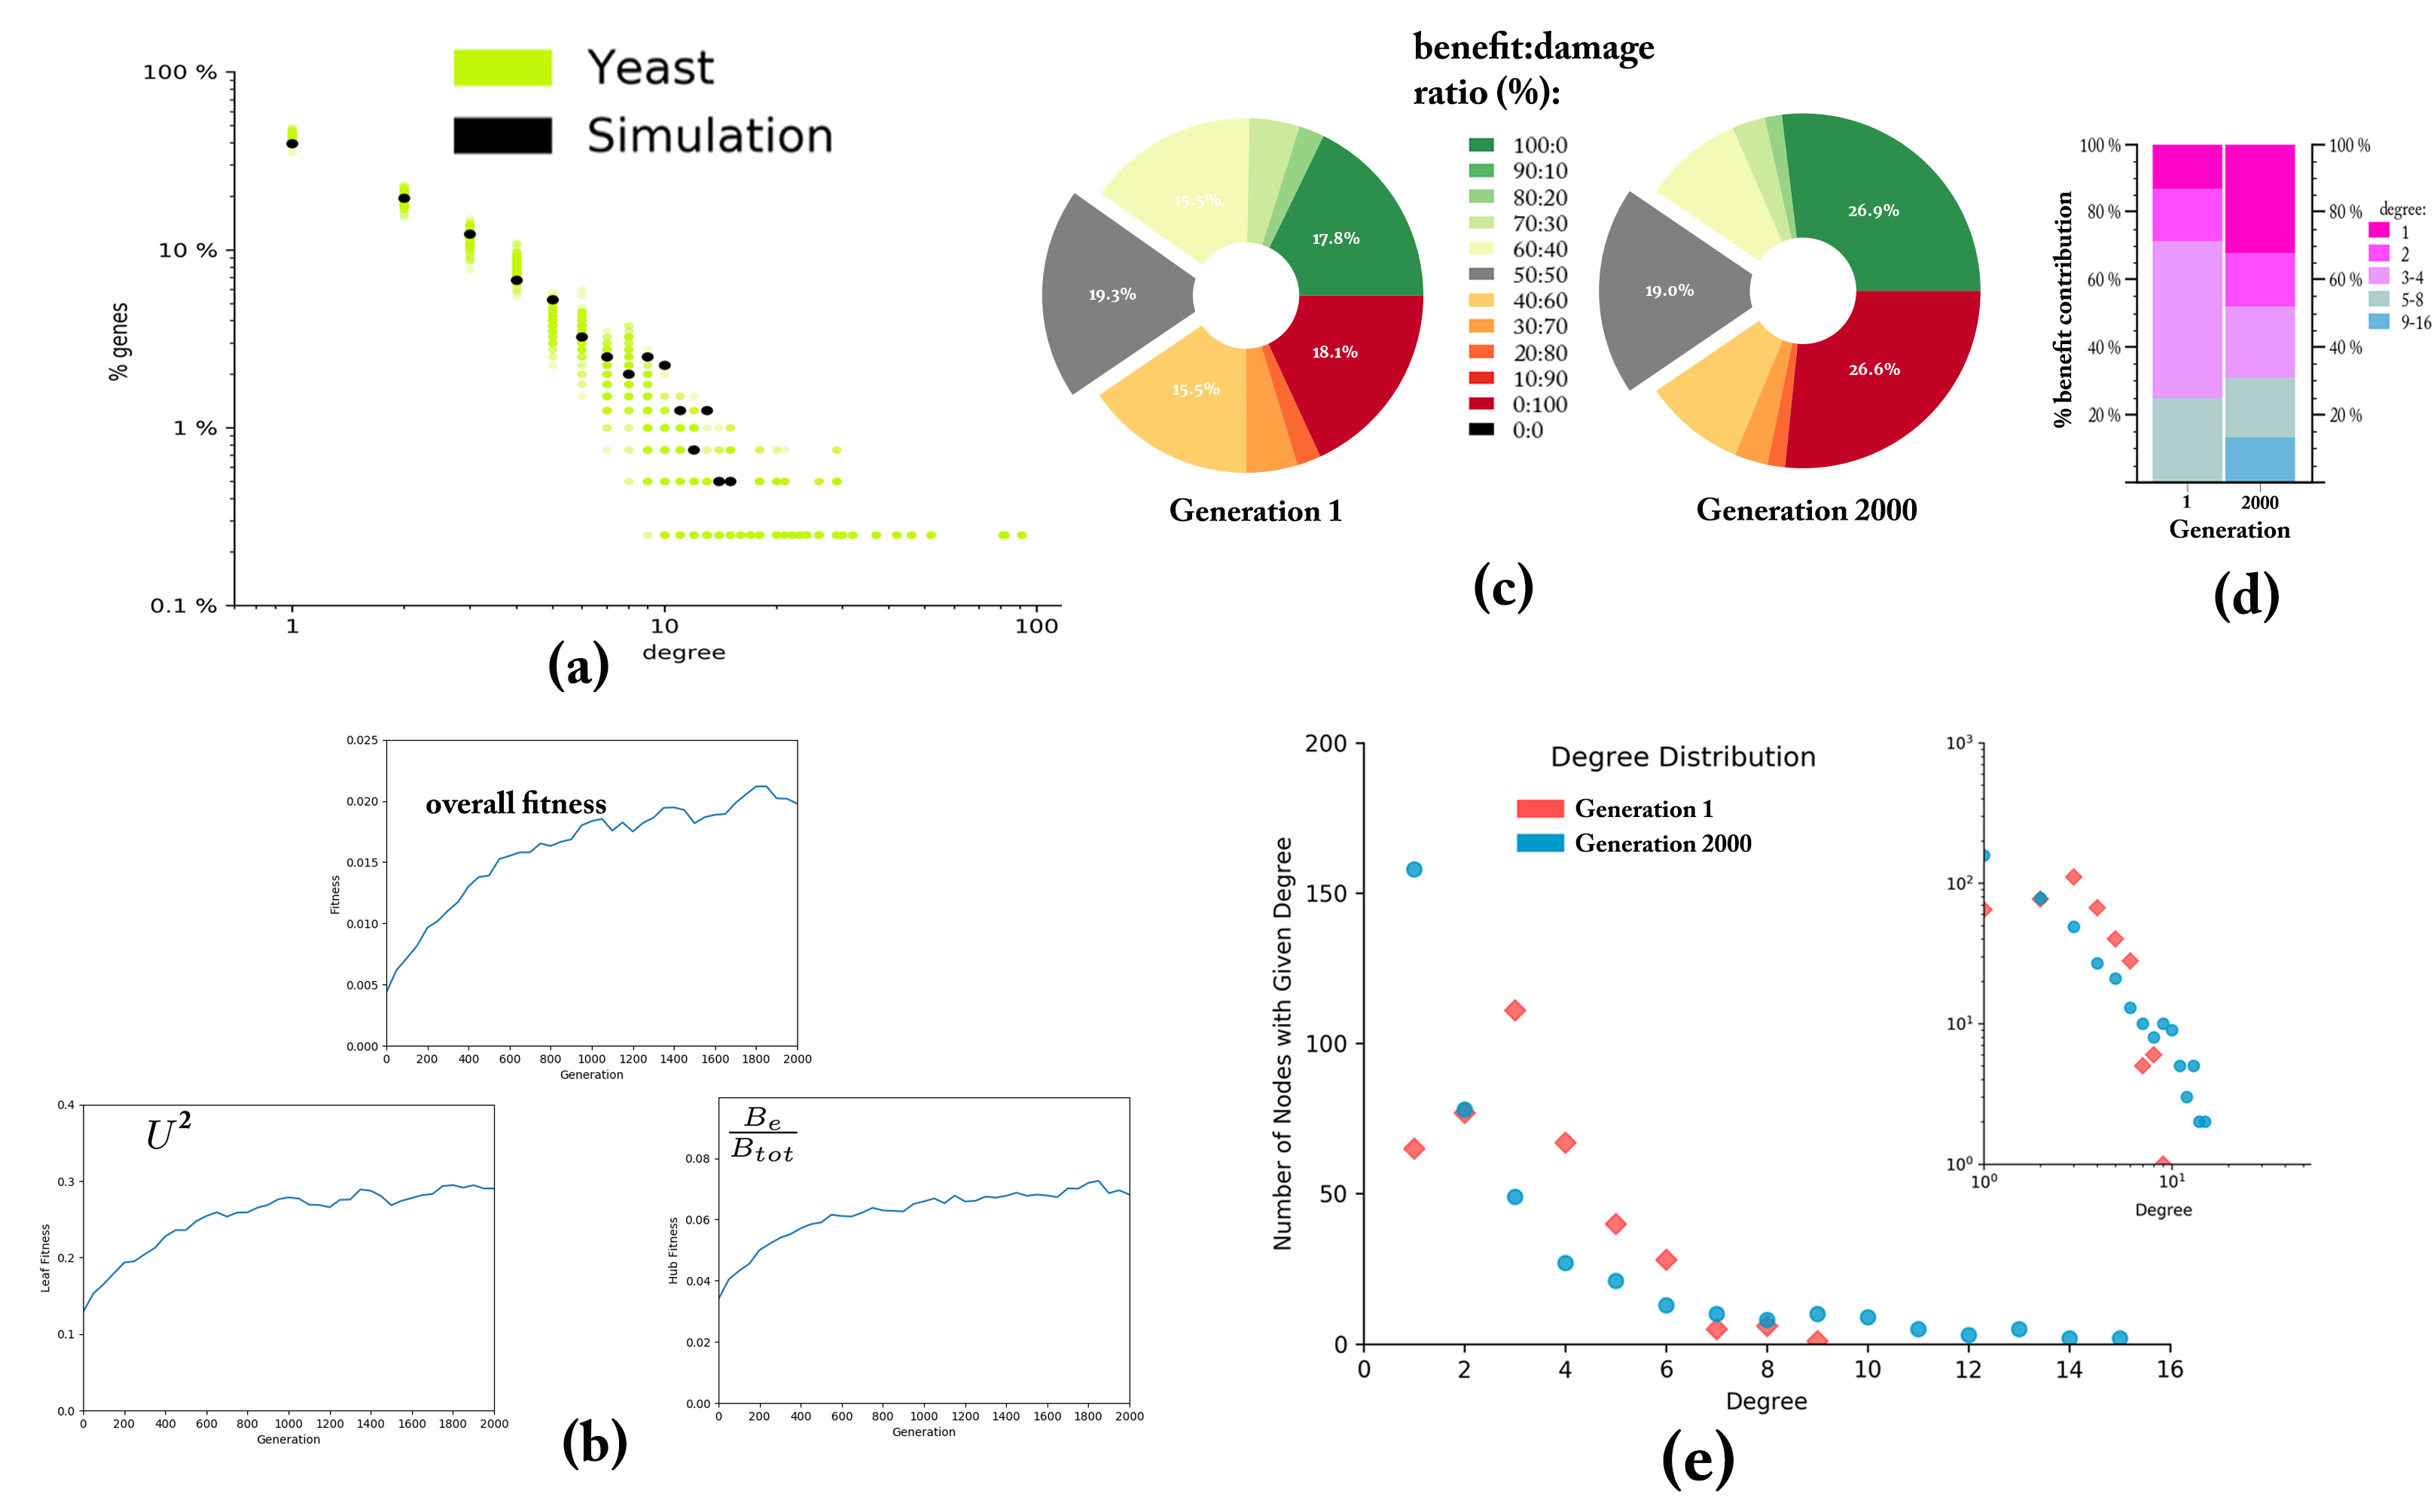 Yeast
Simulation
100 %
10 %
1 %
0.1 %
% genes
1
10
100
degree
(a)
benefit:damage
ratio (%):
100:0
90:10
80:20
70:30
60:40
50:50
40:60
30:70
20:80
10:90
0:100
0:0
15.5%
17.8%
19.3%
18.1%
15.5%
Generation 1
26.9%
19.0%
26.6%
Generation 2000
(c)
100 %
80 %
60 %
40 %
20 %
% benefit contribution
100 %
80 %
60 %
40 %
20 %
degree:
1
2
3-4
5-8
9-16
1
2000
Generation
(d)
overall fitness
0.025
0.020
0.015
0.010
0.005
0.000
Fitness
0 200 400 600 800 1000 1200 1400 1600 1800 2000
Generation
U²
0.4
0.3
0.2
0.1
0.0
Leaf Fitness
0 200 400 600 800 1000 1200 1400 1600 1800 2000
Generation
B_e
B_tot
0.08
0.06
0.04
0.02
0.00
Hub Fitness
0 200 400 600 800 1000 1200 1400 1600 1800 2000
Generation
(b)
Degree Distribution
Generation 1
Generation 2000
200
150
100
50
0
Number of Nodes with Given Degree
0 2 4 6 8 10 12 14 16
Degree
10³
10²
10¹
10⁰
10⁰ 10¹
Degree
(e)